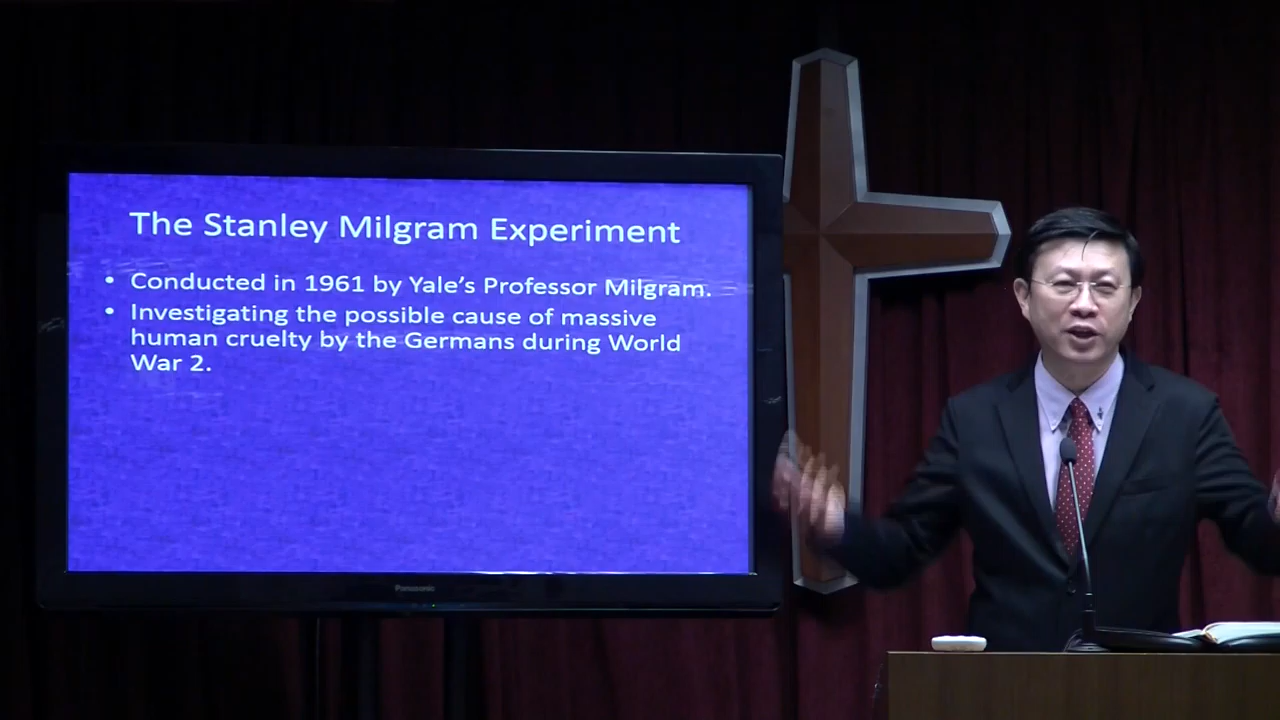 The Stanley Milgram Experiment
• Conducted in 1961 by Yale's Professor Milgram.
• Investigating the possible cause of massive
human cruelty by the Germans during World
War 2.
Panasonic